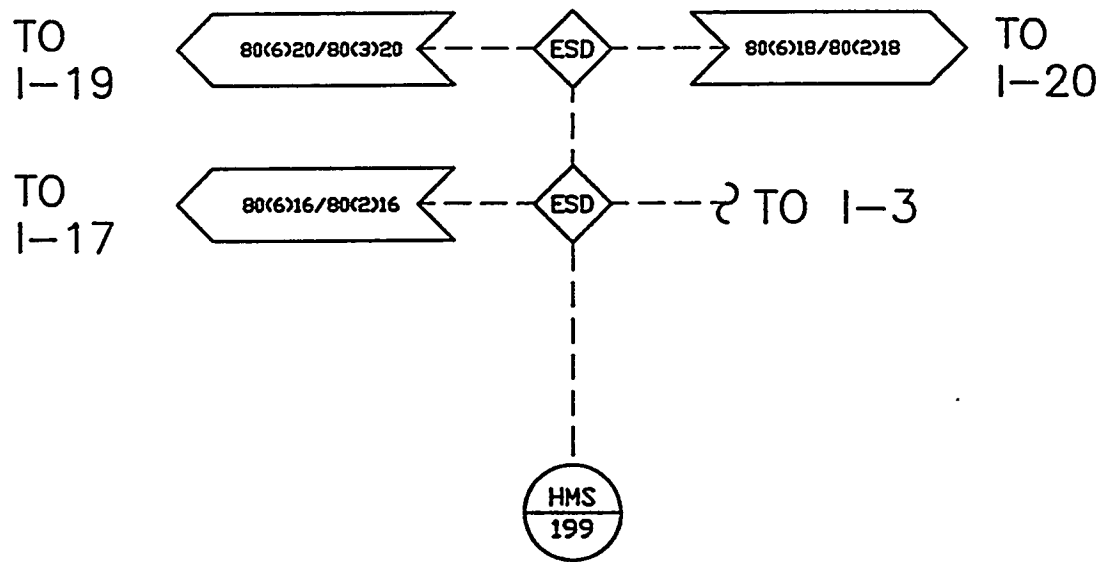 TO
I-19
80(6)20/80(3)20
ESD
80(6)18/80(2)18
TO
I-20
TO
I-17
80(6)16/80(2)16
ESD
TO I-3
HMS
199